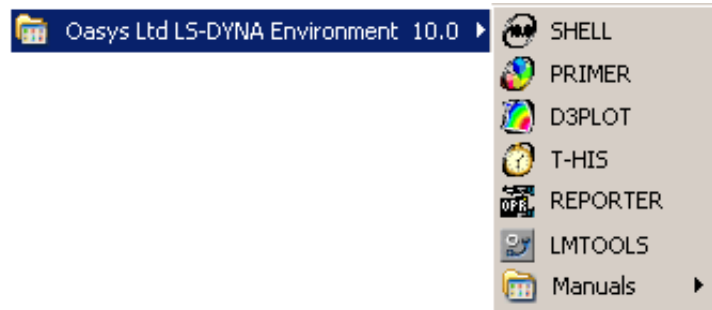 Oasys Ltd LS-DYNA Environment 10.0
SHELL
PRIMER
D3PLOT
T-HIS
REPORTER
LMTOOLS
Manuals